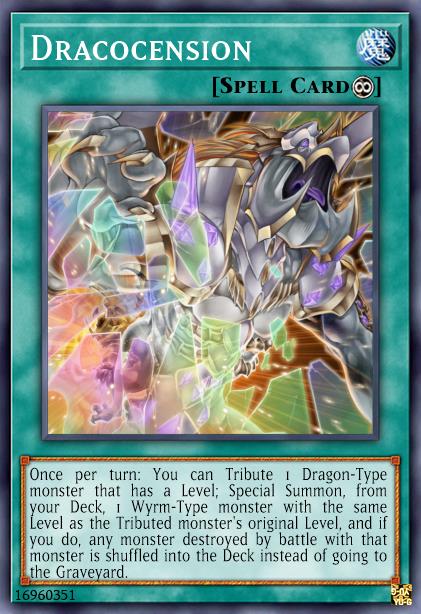 Dracocension
魔
[Spell Card]
Once per turn: You can Tribute 1 Dragon-Type
monster that has a Level; Special Summon, from
your Deck, 1 Wyrm-Type monster with the same
Level as the Tributed monster's original Level, and if
you do, any monster destroyed by battle with that
monster is shuffled into the Deck instead of going to
the Graveyard.
16960351